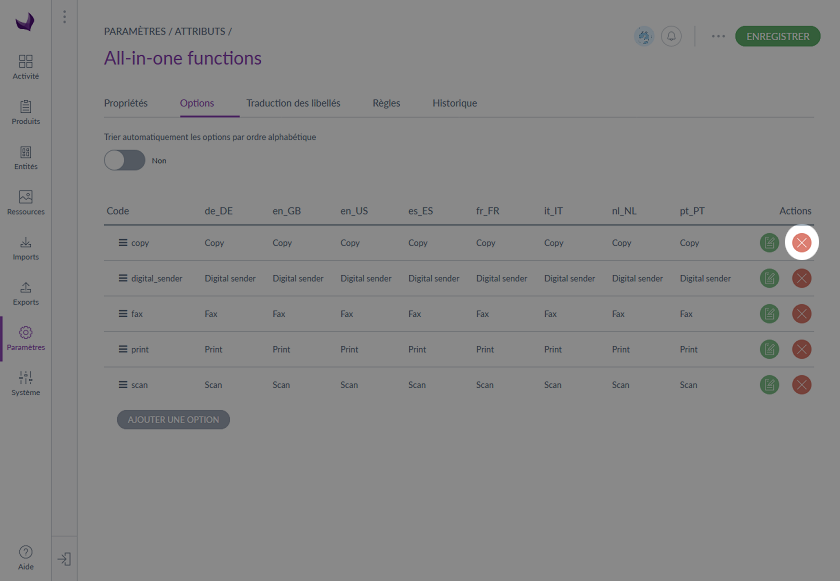 PARAMÈTRES / ATTRIBUTS /
All-in-one functions
ENREGISTRER
Activité
Produits
Entités
Ressources
Imports
Exports
Paramètres
Système
Aide
Propriétés Options Traduction des libellés Règles Historique
Trier automatiquement les options par ordre alphabétique
Non
Code de_DE en_GB en_US es_ES fr_FR it_IT nl_NL pt_PT Actions
copy Copy Copy Copy Copy Copy Copy Copy Copy
digital_sender Digital sender Digital sender Digital sender Digital sender Digital sender Digital sender Digital sender Digital sender
fax Fax Fax Fax Fax Fax Fax Fax Fax
print Print Print Print Print Print Print Print Print
scan Scan Scan Scan Scan Scan Scan Scan Scan
AJOUTER UNE OPTION